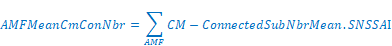 AMFMeanCmConNbr = ∑ CM − ConnectedSubNbrMean.SNSSAI
AMF